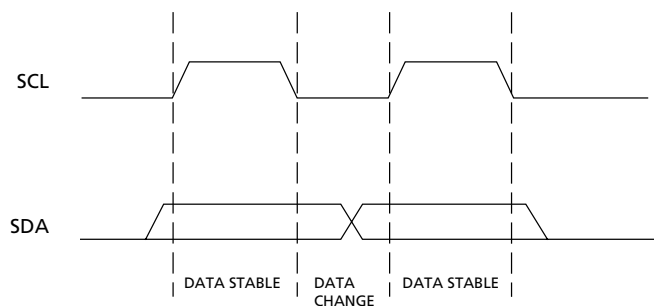 SCL
SDA
DATA STABLE
DATA
CHANGE
DATA STABLE